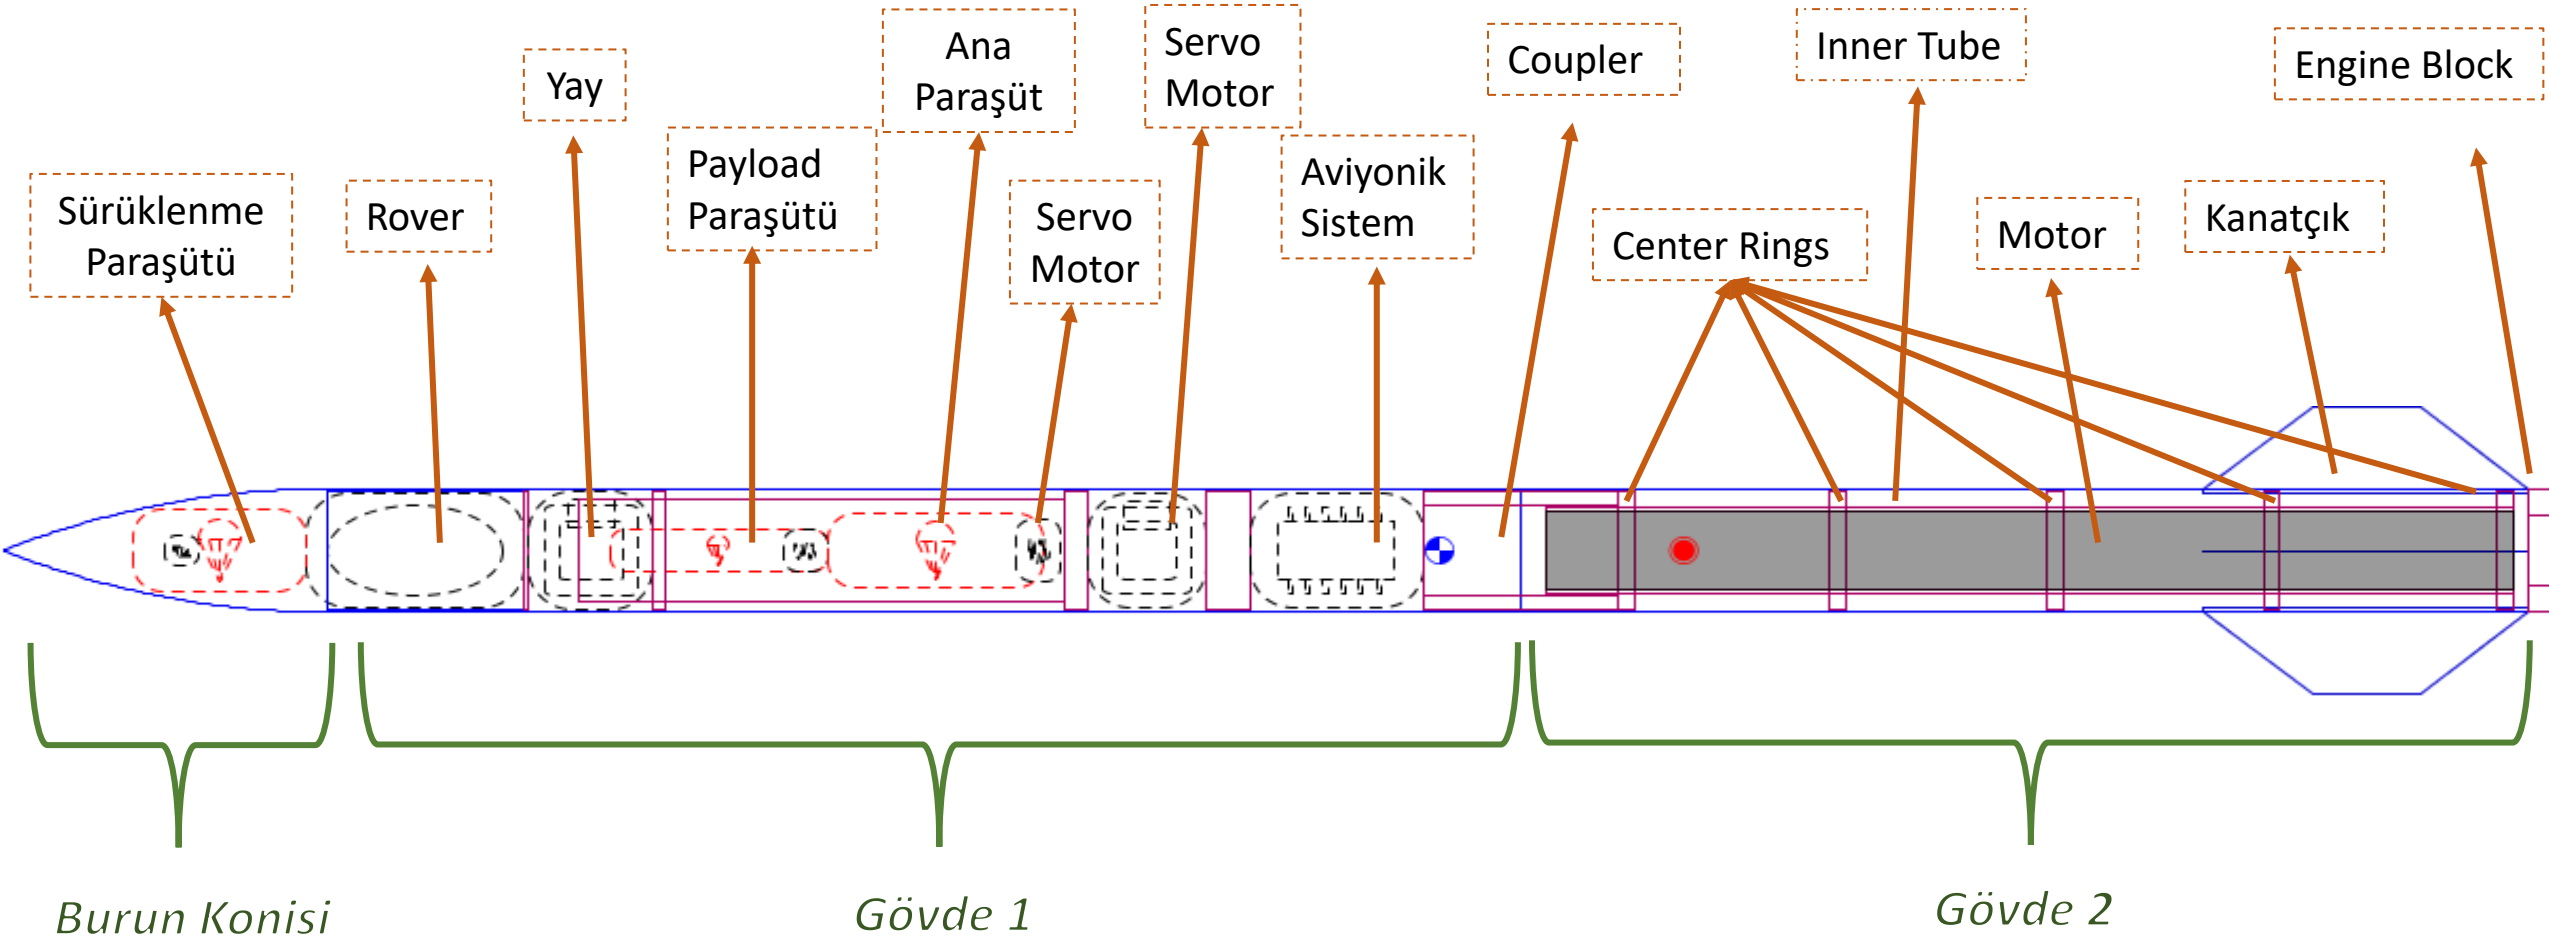 Sürüklenme
Paraşütü
Rover
Yay
Payload
Paraşütü
Ana
Paraşüt
Servo
Motor
Servo
Motor
Aviyonik
Sistem
Coupler
Center Rings
Inner Tube
Motor
Kanatçık
Engine Block
Burun Konisi
Gövde 1
Gövde 2